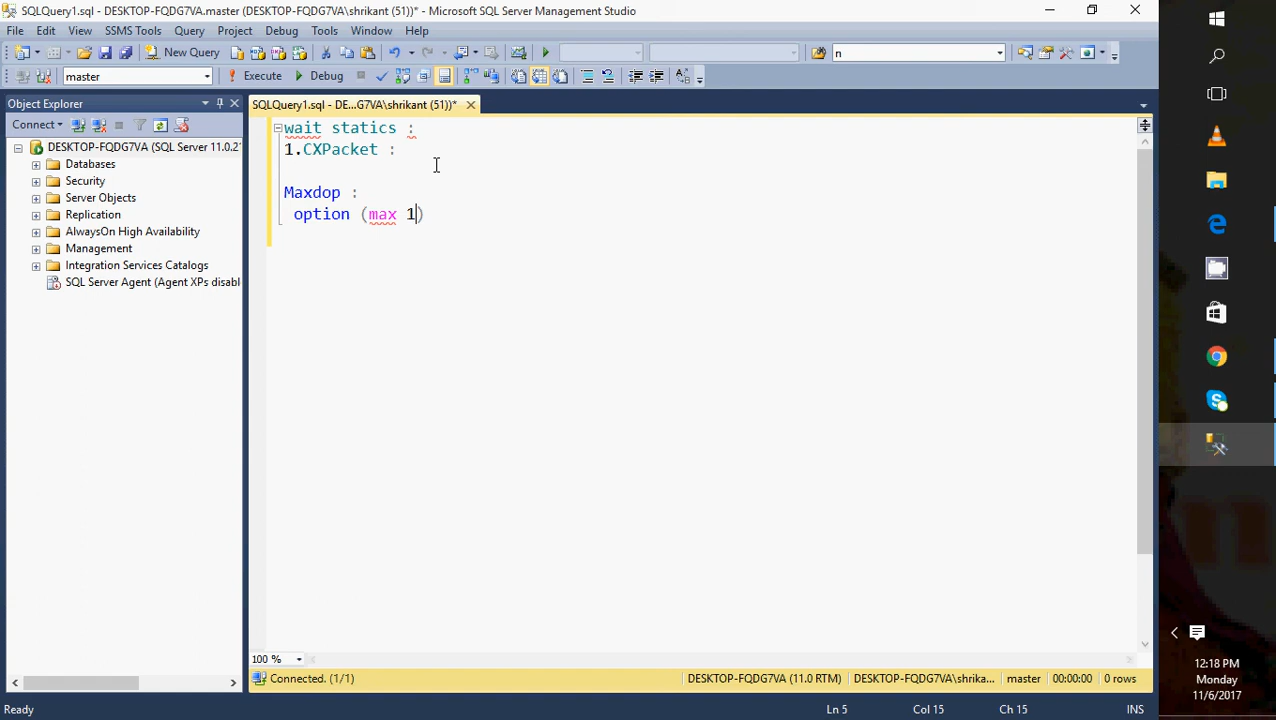 SQLQuery1.sql - DESKTOP-FQDG7VA.master (DESKTOP-FQDG7VA\shrikant (51))* - Microsoft SQL Server Management Studio
File Edit View SSMS Tools Query Project Debug Tools Window Help
New Query n
master Execute Debug
Object Explorer
SQLQuery1.sql - DE...G7VA\shrikant (51))*
Connect
DESKTOP-FQDG7VA (SQL Server 11.0.21
Databases
Security
Server Objects
Replication
AlwaysOn High Availability
Management
Integration Services Catalogs
SQL Server Agent (Agent XPs disabl
wait statics :
1.CXPacket :
Maxdop :
option (max 1)
100 %
Connected. (1/1) DESKTOP-FQDG7VA (11.0 RTM) DESKTOP-FQDG7VA\shrika... master 00:00:00 0 rows
Ready Ln 5 Col 15 Ch 15 INS
12:18 PM
Monday
11/6/2017